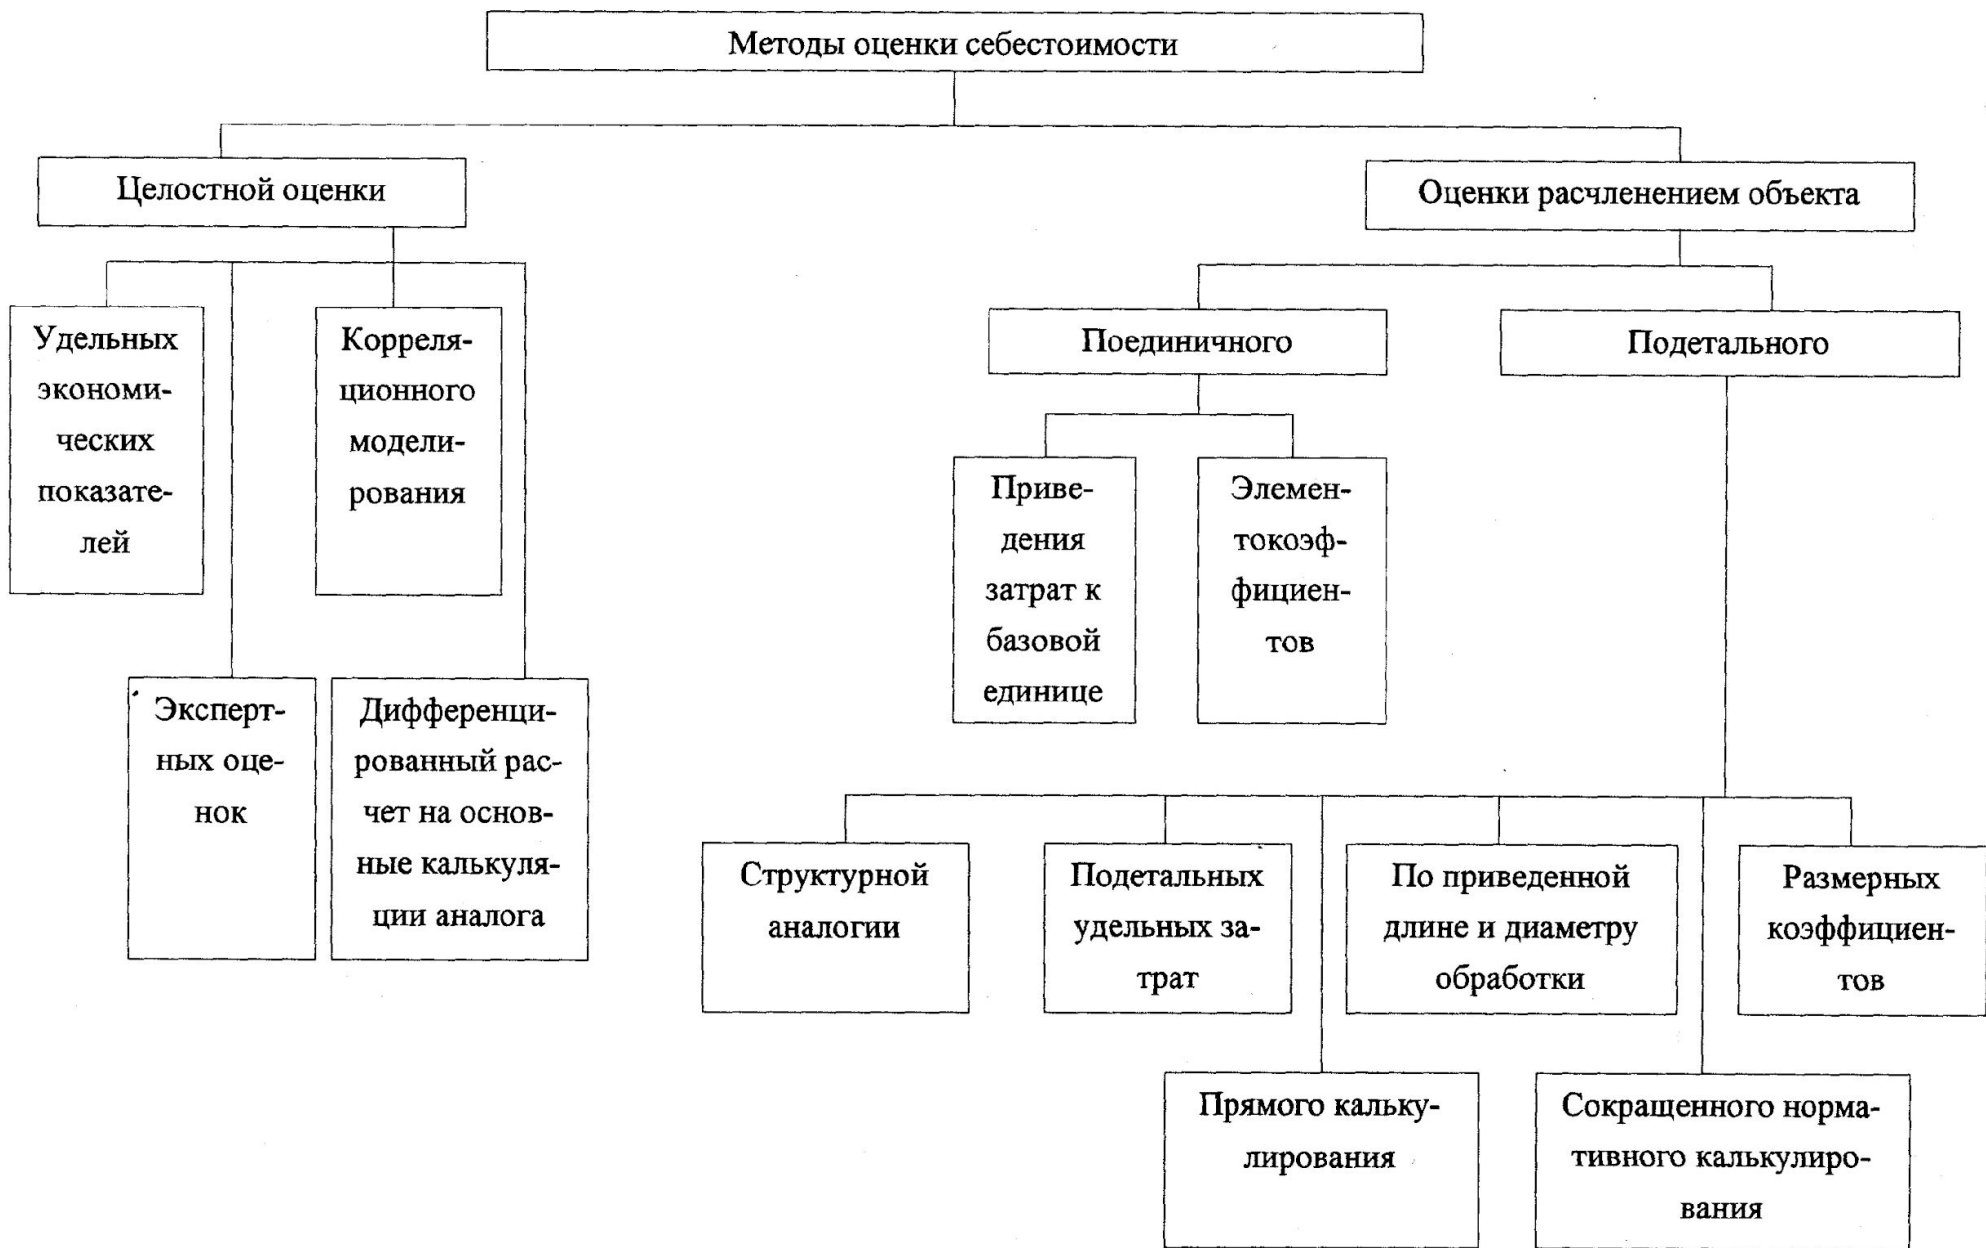 Методы оценки себестоимости
Целостной оценки
Оценки расчленением объекта
Удельных
экономи-
ческих
показате-
лей
Корреля-
ционного
модели-
рования
Поединичного
Подетального
Приве-
дения
затрат к
базовой
единице
Элемен-
токоэф-
фициен-
тов
Эксперт-
ных оце-
нок
Дифференци-
рованный рас-
чет на основ-
ные калькуля-
ции аналога
Структурной
аналогии
Подетальных
удельных за-
трат
По приведенной
длине и диаметру
обработки
Размерных
коэффициен-
тов
Прямого кальку-
лирования
Сокращенного норма-
тивного калькулиро-
вания